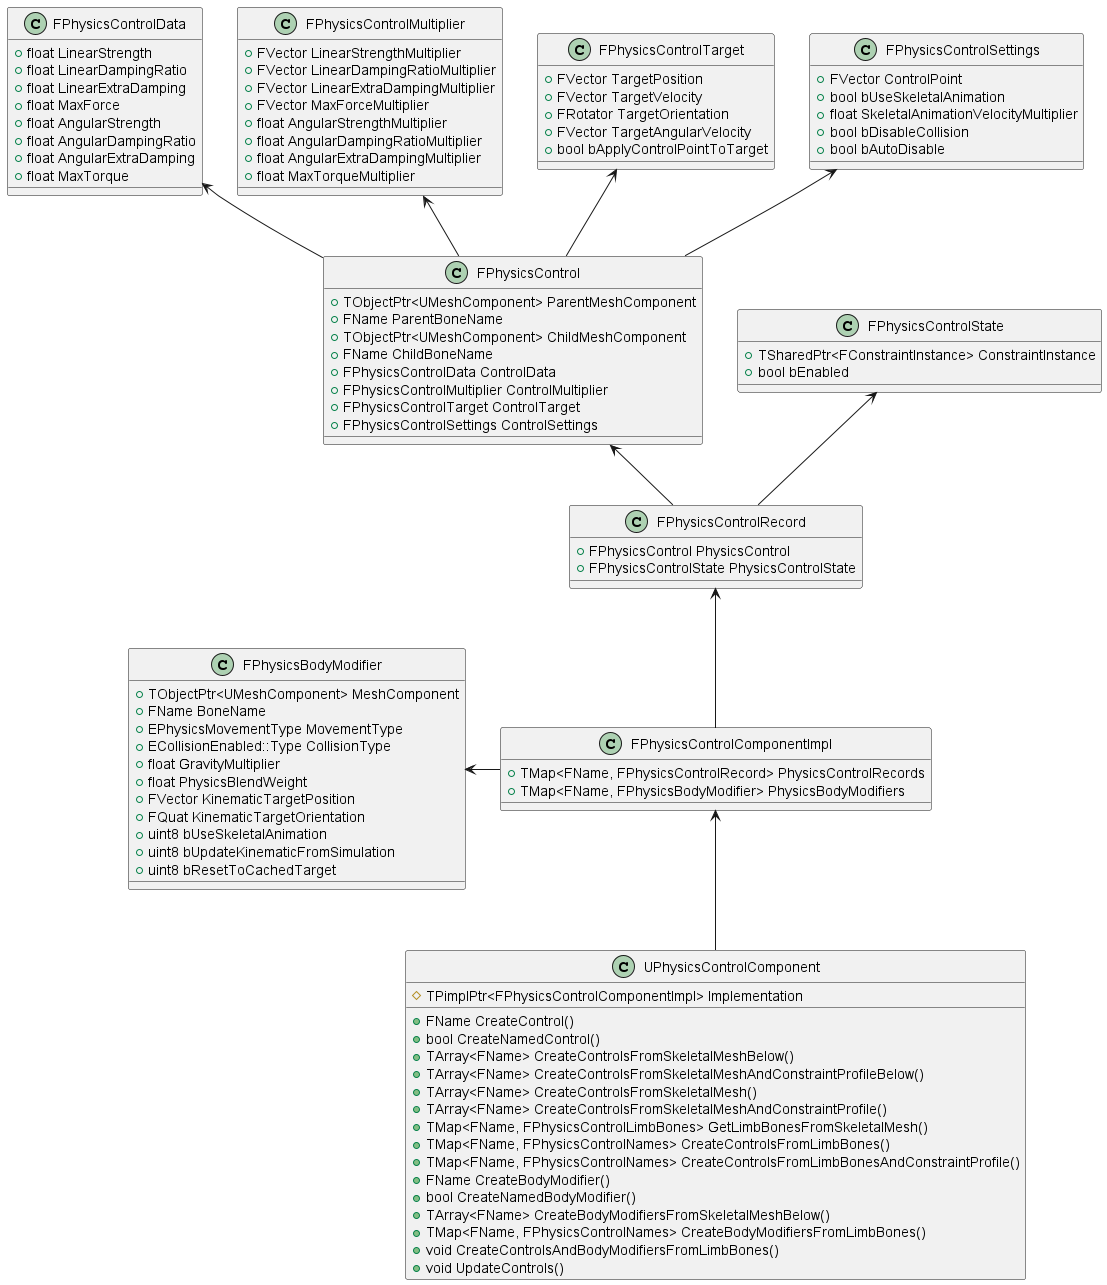 C FPhysicsControlData
float LinearStrength
float LinearDampingRatio
float LinearExtraDamping
float MaxForce
float AngularStrength
float AngularDampingRatio
float AngularExtraDamping
float MaxTorque
C FPhysicsControlMultiplier
FVector LinearStrengthMultiplier
FVector LinearDampingRatioMultiplier
FVector LinearExtraDampingMultiplier
FVector MaxForceMultiplier
float AngularStrengthMultiplier
float AngularDampingRatioMultiplier
float AngularExtraDampingMultiplier
float MaxTorqueMultiplier
C FPhysicsControlTarget
FVector TargetPosition
FVector TargetVelocity
FRotator TargetOrientation
FVector TargetAngularVelocity
bool bApplyControlPointToTarget
C FPhysicsControlSettings
FVector ControlPoint
bool bUseSkeletalAnimation
float SkeletalAnimationVelocityMultiplier
bool bDisableCollision
bool bAutoDisable
C FPhysicsControl
TObjectPtr<UMeshComponent> ParentMeshComponent
FName ParentBoneName
TObjectPtr<UMeshComponent> ChildMeshComponent
FName ChildBoneName
FPhysicsControlData ControlData
FPhysicsControlMultiplier ControlMultiplier
FPhysicsControlTarget ControlTarget
FPhysicsControlSettings ControlSettings
C FPhysicsControlState
TSharedPtr<FConstraintInstance> ConstraintInstance
bool bEnabled
C FPhysicsControlRecord
FPhysicsControl PhysicsControl
FPhysicsControlState PhysicsControlState
C FPhysicsBodyModifier
TObjectPtr<UMeshComponent> MeshComponent
FName BoneName
EPhysicsMovementType MovementType
ECollisionEnabled::Type CollisionType
float GravityMultiplier
float PhysicsBlendWeight
FVector KinematicTargetPosition
FQuat KinematicTargetOrientation
uint8 bUseSkeletalAnimation
uint8 bUpdateKinematicFromSimulation
uint8 bResetToCachedTarget
C FPhysicsControlComponentImpl
TMap<FName, FPhysicsControlRecord> PhysicsControlRecords
TMap<FName, FPhysicsBodyModifier> PhysicsBodyModifiers
C UPhysicsControlComponent
TPimplPtr<FPhysicsControlComponentImpl> Implementation
FName CreateControl()
bool CreateNamedControl()
TArray<FName> CreateControlsFromSkeletalMeshBelow()
TArray<FName> CreateControlsFromSkeletalMeshAndConstraintProfileBelow()
TArray<FName> CreateControlsFromSkeletalMesh()
TArray<FName> CreateControlsFromSkeletalMeshAndConstraintProfile()
TMap<FName, FPhysicsControlLimbBones> GetLimbBonesFromSkeletalMesh()
TMap<FName, FPhysicsControlNames> CreateControlsFromLimbBones()
TMap<FName, FPhysicsControlNames> CreateControlsFromLimbBonesAndConstraintProfile()
FName CreateBodyModifier()
bool CreateNamedBodyModifier()
TArray<FName> CreateBodyModifiersFromSkeletalMeshBelow()
TMap<FName, FPhysicsControlNames> CreateBodyModifiersFromLimbBones()
void CreateControlsAndBodyModifiersFromLimbBones()
void UpdateControls()